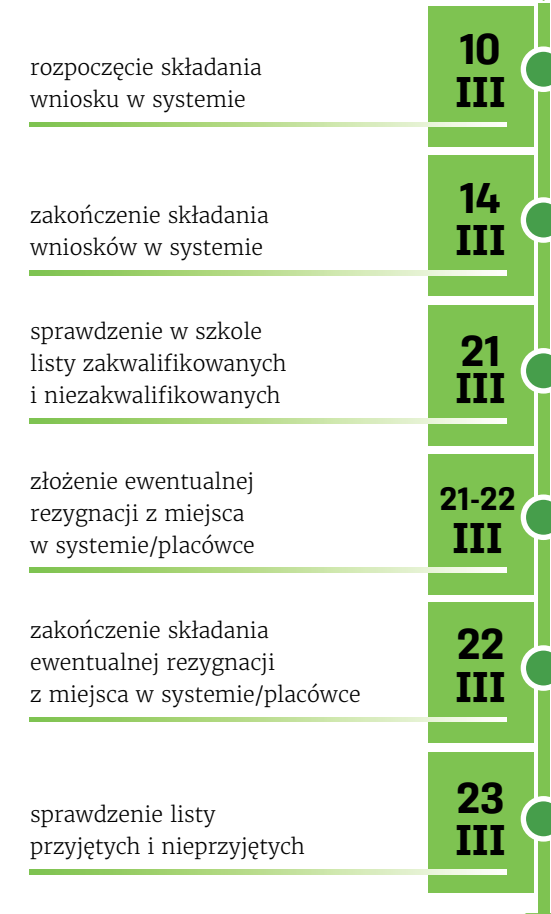 rozpoczęcie składania
wniosku w systemie
10
III
zakończenie składania
wniosków w systemie
14
III
sprawdzenie w szkole
listy zakwalifikowanych
i niezakwalifikowanych
21
III
złożenie ewentualnej
rezygnacji z miejsca
w systemie/placówce
21-22
III
zakończenie składania
ewentualnej rezygnacji
z miejsca w systemie/placówce
22
III
sprawdzenie listy
przyjętych i nieprzyjętych
23
III